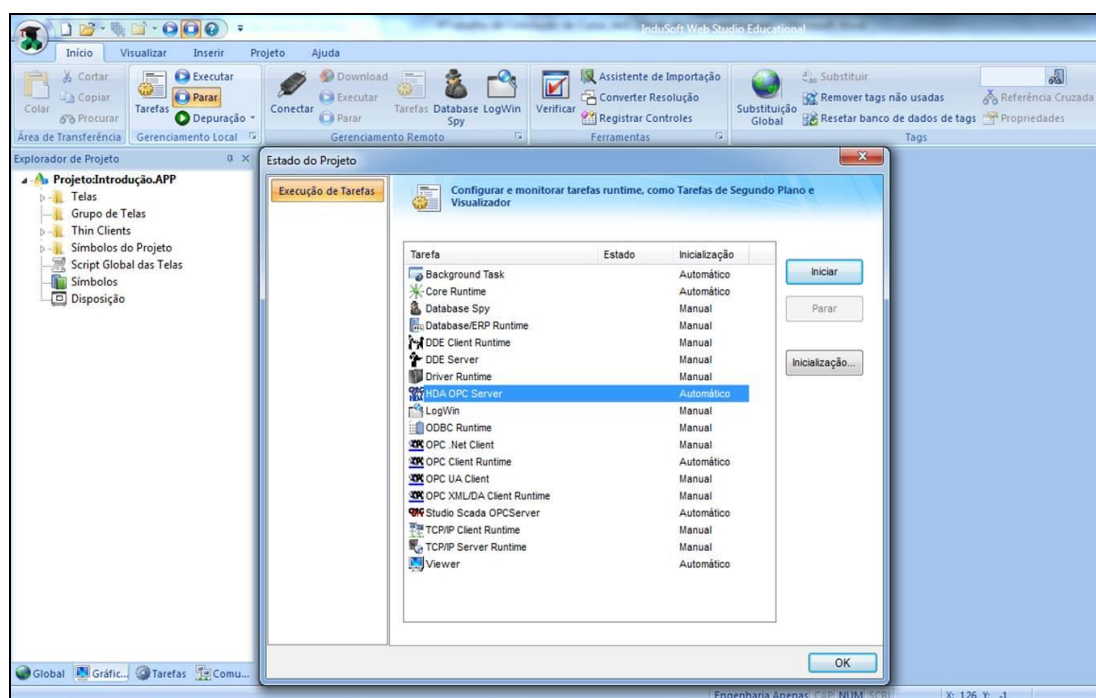 InduSoft Web Studio Educational
Início Visualizar Inserir Projeto Ajuda
Colar
Cortar
Copiar
Procurar
Área de Transferência
Tarefas
Executar
Parar
Depuração
Gerenciamento Local
Conectar
Download
Executar
Parar
Tarefas
Database Spy
LogWin
Gerenciamento Remoto
Verificar
Assistente de Importação
Converter Resolução
Registrar Controles
Ferramentas
Substituição Global
Substituir
Remover tags não usadas
Resetar banco de dados de tags
Referência Cruzada
Propriedades
Tags
Explorador de Projeto
Projeto:Introdução.APP
Telas
Grupo de Telas
Thin Clients
Símbolos do Projeto
Script Global das Telas
Símbolos
Disposição
Global Gráfic... Tarefas Comu...
Estado do Projeto
Execução de Tarefas
Configurar e monitorar tarefas runtime, como Tarefas de Segundo Plano e
Visualizador
Tarefa Estado Inicialização
Background Task Automático
Core Runtime Automático
Database Spy Manual
Database/ERP Runtime Manual
DDE Client Runtime Manual
DDE Server Manual
Driver Runtime Manual
HDA OPC Server Automático
LogWin Manual
ODBC Runtime Manual
OPC .Net Client Manual
OPC Client Runtime Automático
OPC UA Client Manual
OPC XML/DA Client Runtime Manual
Studio Scada OPCServer Automático
TCP/IP Client Runtime Manual
TCP/IP Server Runtime Manual
Viewer Automático
Iniciar
Parar
Inicialização...
OK
Engenharia Apenas CAP NUM SCRL X: 126 Y: -1